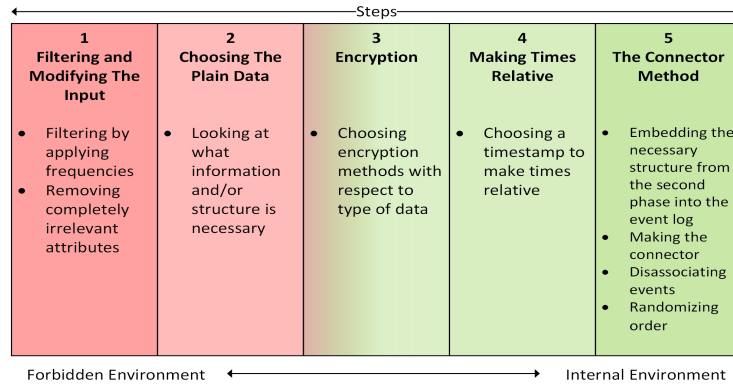 Steps
1
Filtering and
Modifying The
Input
• Filtering by
applying
frequencies
• Removing
completely
irrelevant
attributes
2
Choosing The
Plain Data
• Looking at
what
information
and/or
structure is
necessary
3
Encryption
• Choosing
encryption
methods with
respect to
type of data
4
Making Times
Relative
• Choosing a
timestamp to
make times
relative
5
The Connector
Method
• Embedding the
necessary
structure from
the second
phase into the
event log
• Making the
connector
• Disassociating
events
• Randomizing
order
Forbidden Environment
Internal Environment